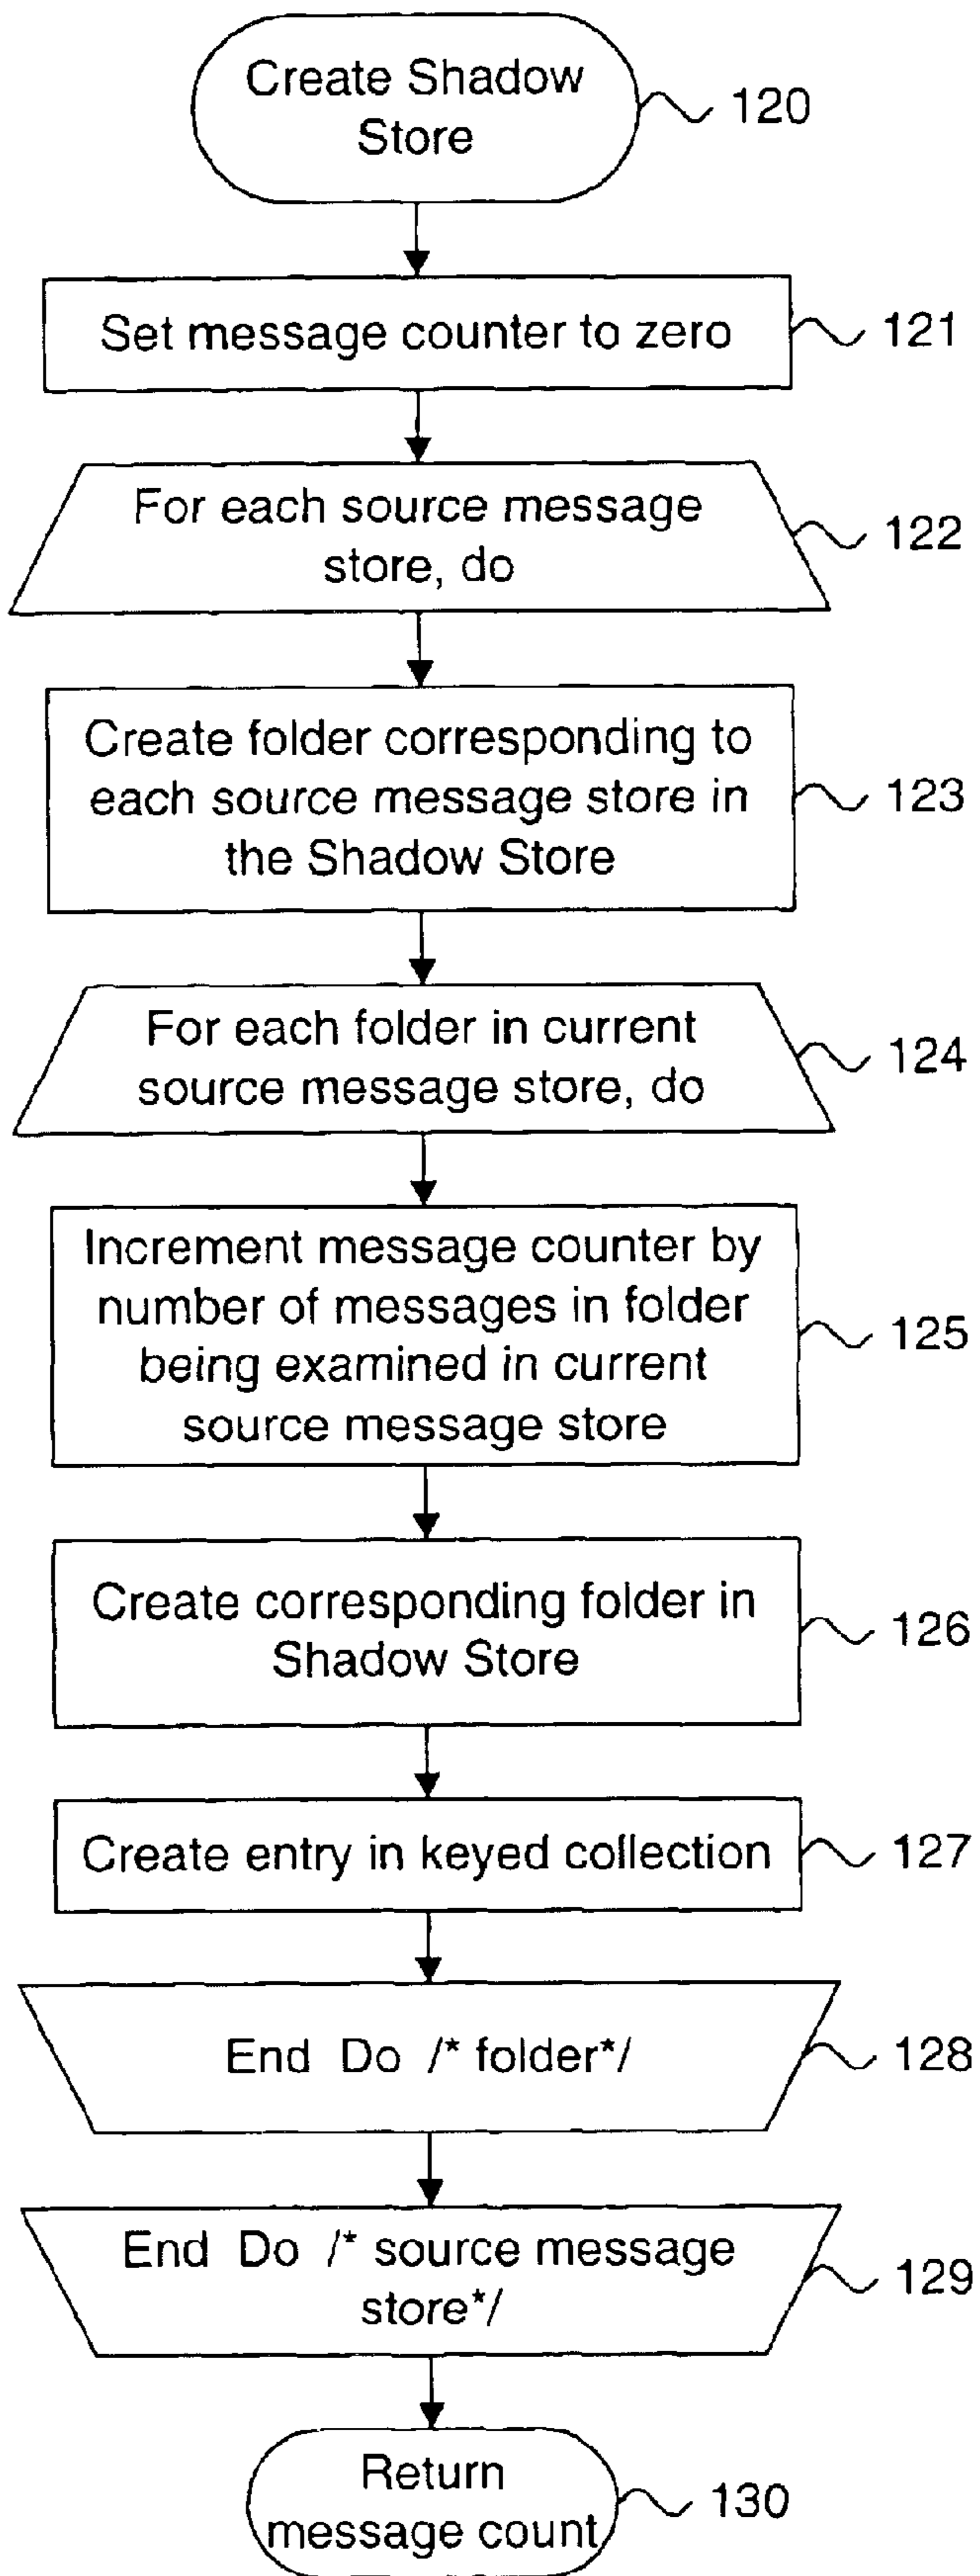 Create Shadow
Store
120
Set message counter to zero
121
For each source message
store, do
122
Create folder corresponding to
each source message store in
the Shadow Store
123
For each folder in current
source message store, do
124
Increment message counter by
number of messages in folder
being examined in current
source message store
125
Create corresponding folder in
Shadow Store
126
Create entry in keyed collection
127
End Do /* folder*/
128
End Do /* source message
store*/
129
Return
message count
130